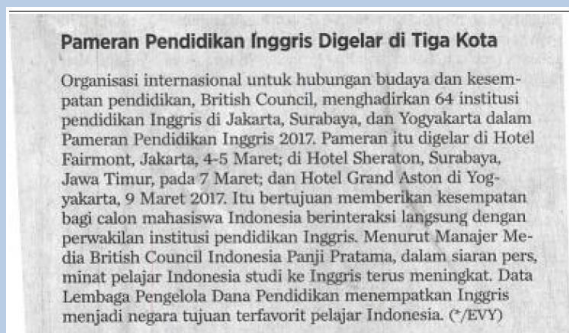 Pameran Pendidikan Inggris Digelar di Tiga Kota
Organisasi internasional untuk hubungan budaya dan kesem-
patan pendidikan, British Council, menghadirkan 64 institusi
pendidikan Inggris di Jakarta, Surabaya, dan Yogyakarta dalam
Pameran Pendidikan Inggris 2017. Pameran itu digelar di Hotel
Fairmont, Jakarta, 4-5 Maret; di Hotel Sheraton, Surabaya,
Jawa Timur, pada 7 Maret; dan Hotel Grand Aston di Yog-
yakarta, 9 Maret 2017. Itu bertujuan memberikan kesempatan
bagi calon mahasiswa Indonesia berinteraksi langsung dengan
perwakilan institusi pendidikan Inggris. Menurut Manajer Me-
dia British Council Indonesia Panji Pratama, dalam siaran pers,
minat pelajar Indonesia studi ke Inggris terus meningkat. Data
Lembaga Pengelola Dana Pendidikan menempatkan Inggris
menjadi negara tujuan terfavorit pelajar Indonesia. (*/EVY)